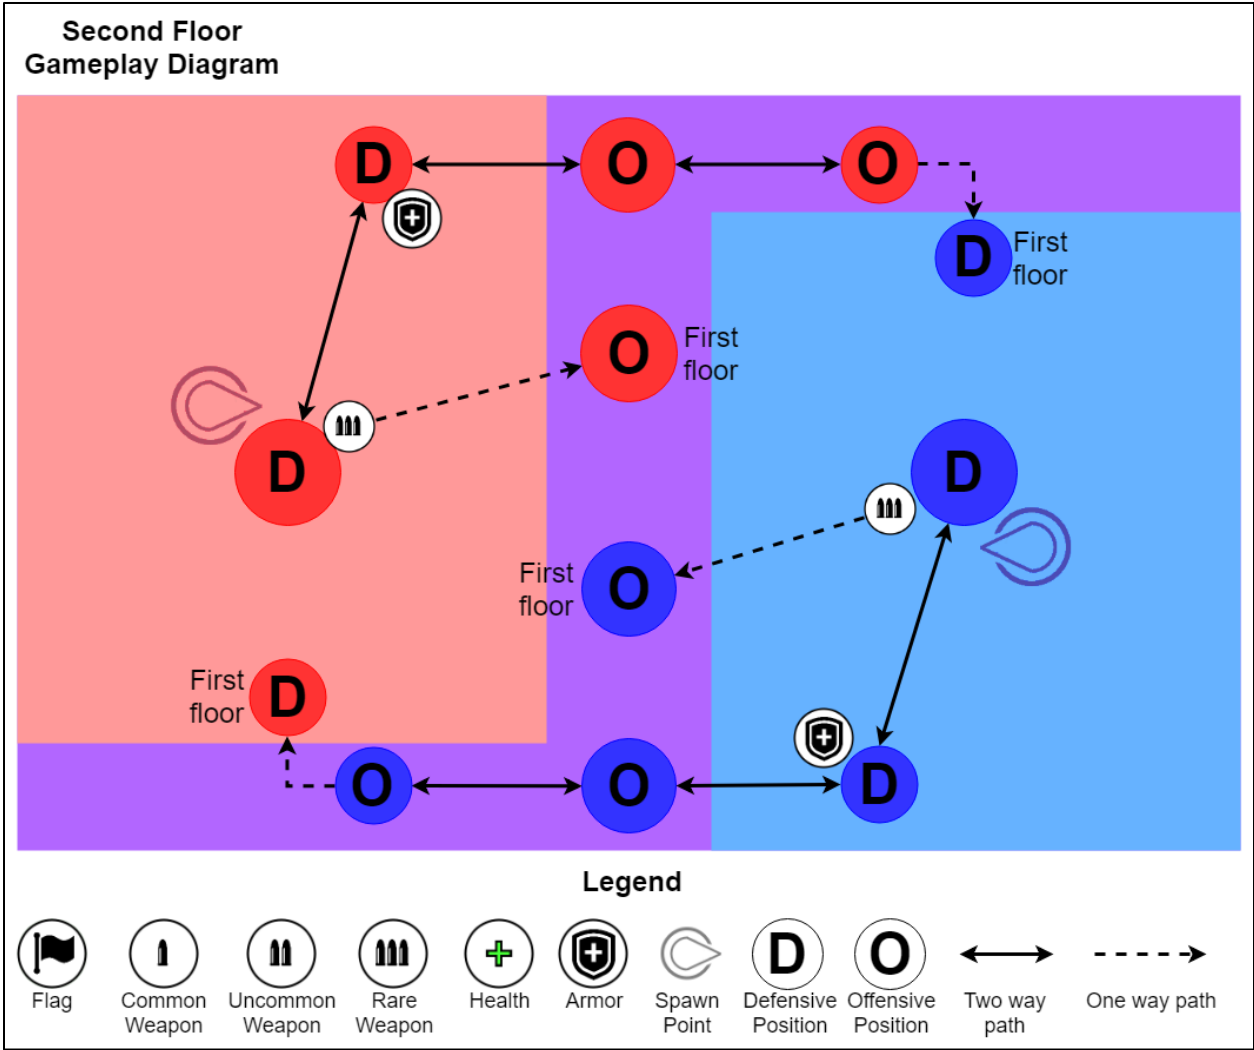 Second Floor
Gameplay Diagram
D
O
O
D
First
floor
O
First
floor
D
D
O
First
floor
First
floor
D
O
O
D
Legend
D
O
Flag
Common
Weapon
Uncommon
Weapon
Rare
Weapon
Health
Armor
Spawn
Point
Defensive
Position
Offensive
Position
Two way
path
One way path